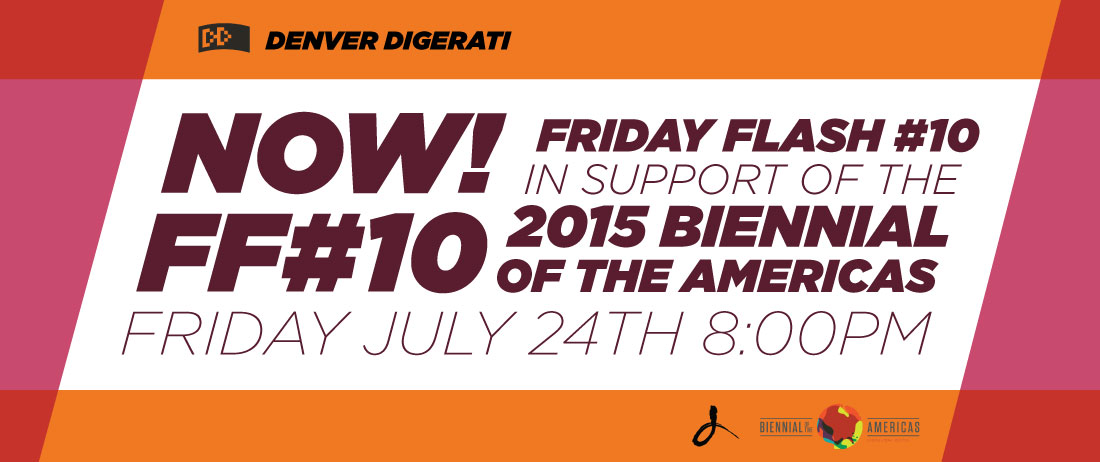 DENVER DIGERATI
NOW!
FF#10
FRIDAY FLASH #10
IN SUPPORT OF THE
2015 BIENNIAL
OF THE AMERICAS
FRIDAY JULY 24TH 8:00PM
BIENNIAL OF THE AMERICAS